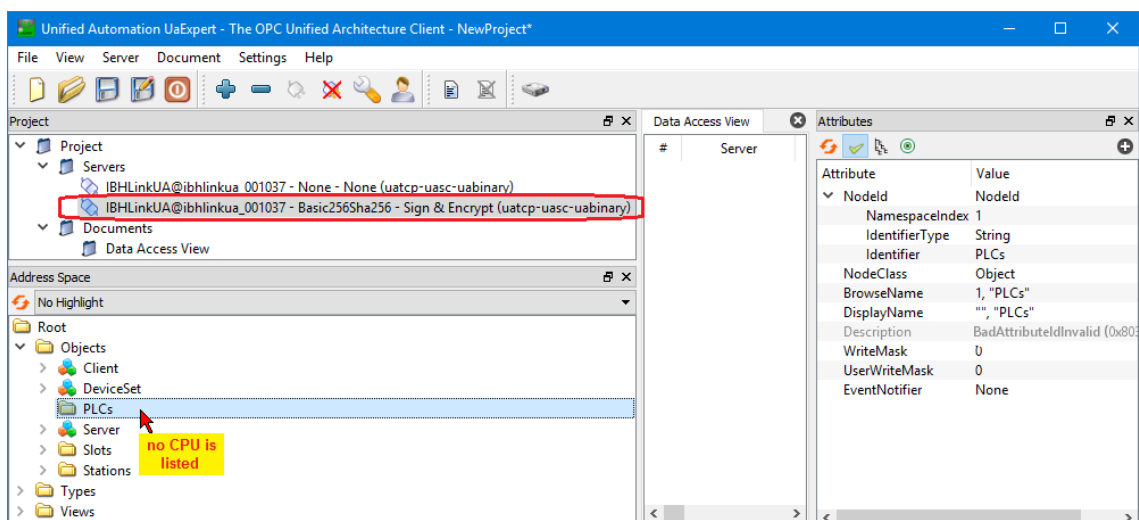 Unified Automation UaExpert - The OPC Unified Architecture Client - NewProject*
File View Server Document Settings Help
Project
Project
Servers
IBHLinkUA@ibhlinkua_001037 - None - None (uatcp-uasc-uabinary)
IBHLinkUA@ibhlinkua_001037 - Basic256Sha256 - Sign & Encrypt (uatcp-uasc-uabinary)
Documents
Data Access View
Address Space
No Highlight
Root
Objects
Client
DeviceSet
PLCs
Server
Slots
Stations
Types
Views
no CPU is
listed
Data Access View
# Server
Attributes
Attribute Value
NodeId NodeId
NamespaceIndex 1
IdentifierType String
Identifier PLCs
NodeClass Object
BrowseName 1, "PLCs"
DisplayName "", "PLCs"
Description BadAttributeIdInvalid (0x803
WriteMask 0
UserWriteMask 0
EventNotifier None